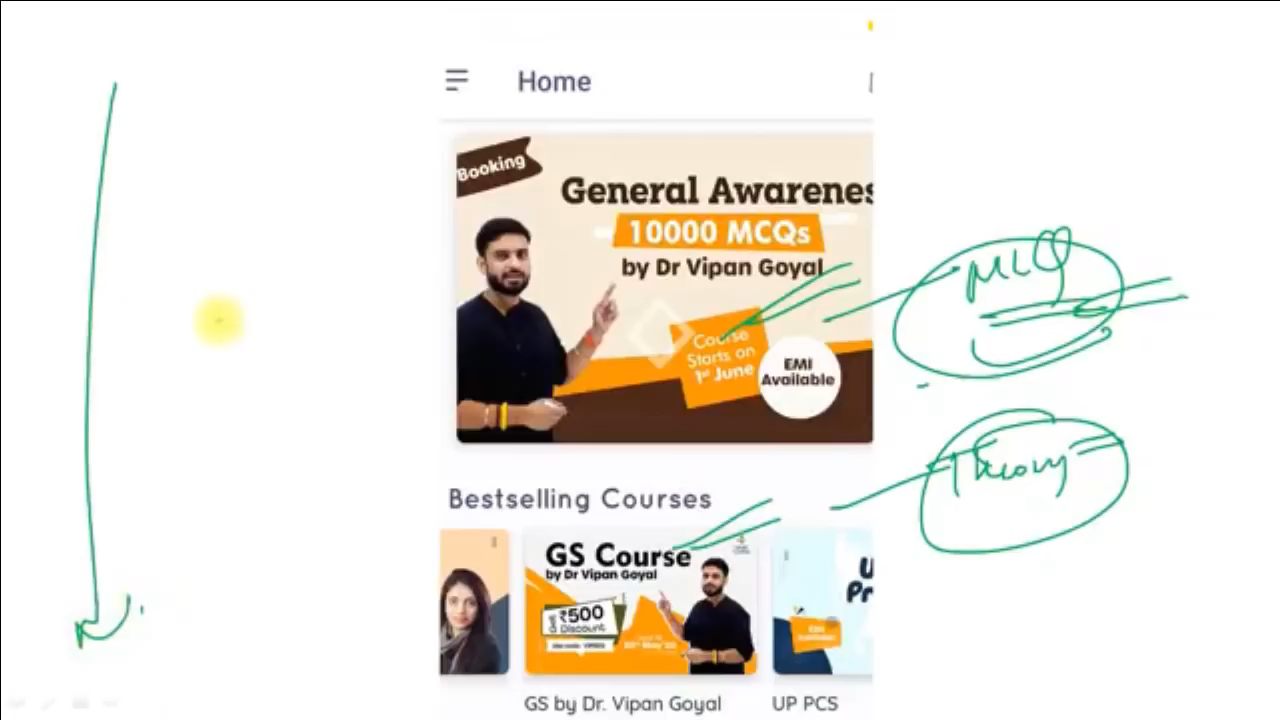 Home
Booking
General Awarenes
10000 MCQs
by Dr Vipan Goyal
Course
Starts on
1st June
EMI
Available
MCQ
Theory
Bestselling Courses
GS Course
by Dr Vipan Goyal
₹500
Discount
U
Pr
GS by Dr. Vipan Goyal
UP PCS